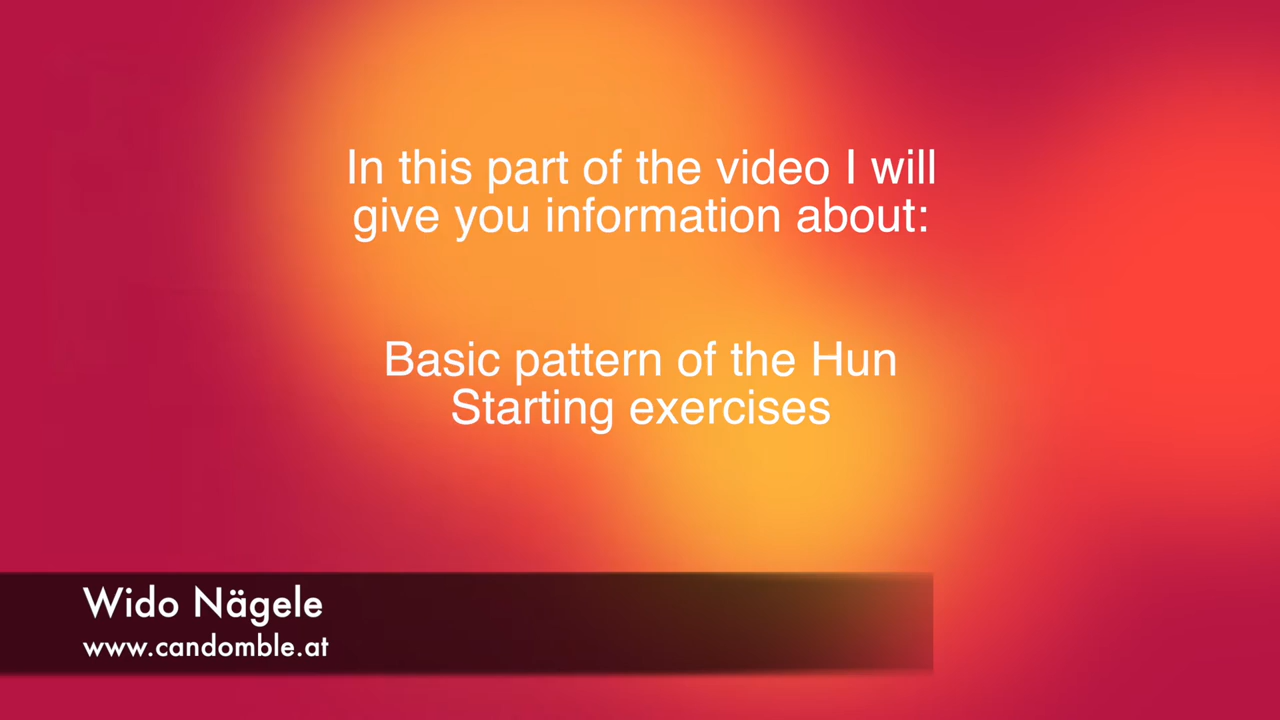 In this part of the video I will
give you information about:
Basic pattern of the Hun
Starting exercises
Wido Nägele
www.candomble.at